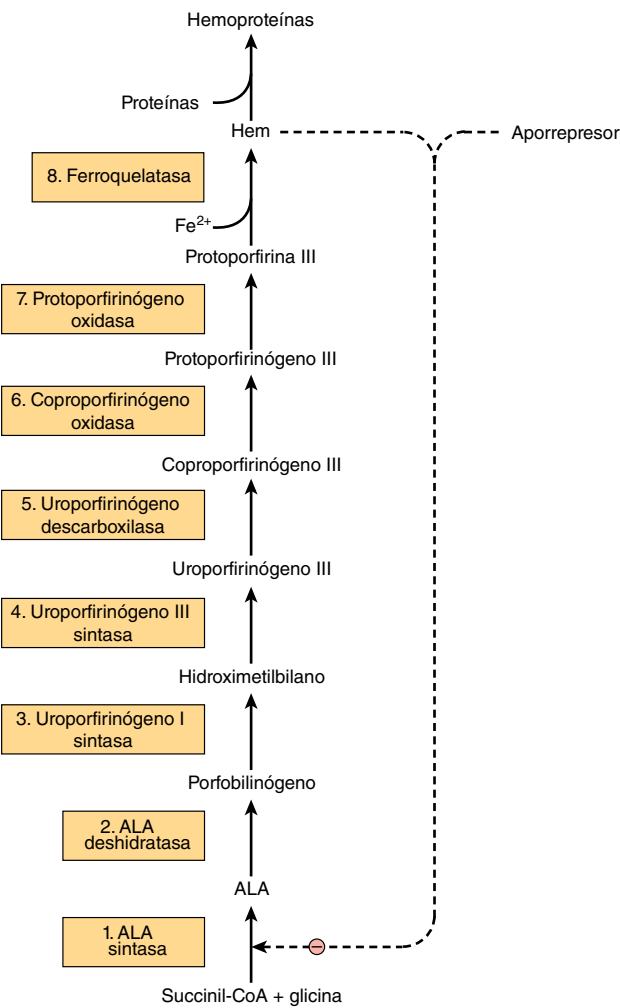 Hemoproteínas
Proteínas
Hem
Aporrepresor
8. Ferroquelatasa
Fe2+
Protoporfirina III
7. Protoporfirinógeno
oxidasa
Protoporfirinógeno III
6. Coproporfirinógeno
oxidasa
Coproporfirinógeno III
5. Uroporfirinógeno
descarboxilasa
Uroporfirinógeno III
4. Uroporfirinógeno III
sintasa
Hidroximetilbilano
3. Uroporfirinógeno I
sintasa
Porfobilinógeno
2. ALA
deshidratasa
ALA
1. ALA
sintasa
−
Succinil-CoA + glicina